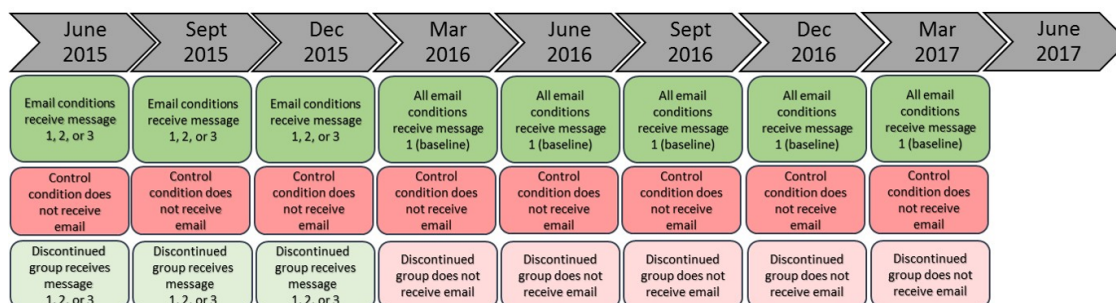 June
2015
Sept
2015
Dec
2015
Mar
2016
June
2016
Sept
2016
Dec
2016
Mar
2017
June
2017
Email conditions
receive message
1, 2, or 3
Email conditions
receive message
1, 2, or 3
Email conditions
receive message
1, 2, or 3
All email
conditions
receive message
1 (baseline)
All email
conditions
receive message
1 (baseline)
All email
conditions
receive message
1 (baseline)
All email
conditions
receive message
1 (baseline)
All email
conditions
receive message
1 (baseline)
Control
condition does
not receive
email
Control
condition does
not receive
email
Control
condition does
not receive
email
Control
condition does
not receive
email
Control
condition does
not receive
email
Control
condition does
not receive
email
Control
condition does
not receive
email
Control
condition does
not receive
email
Discontinued
group receives
message
1, 2, or 3
Discontinued
group receives
message
1, 2, or 3
Discontinued
group receives
message
1, 2, or 3
Discontinued
group does not
receive email
Discontinued
group does not
receive email
Discontinued
group does not
receive email
Discontinued
group does not
receive email
Discontinued
group does not
receive email